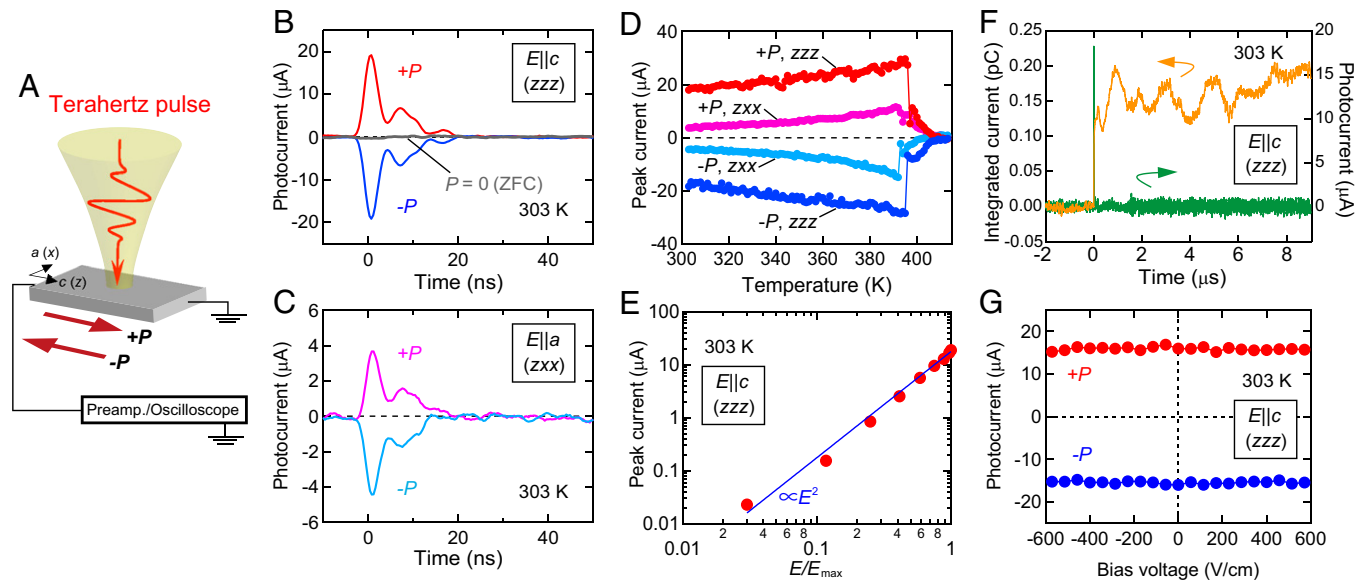 A
Terahertz pulse
a (x)
c (z)
+P
-P
Preamp./Oscilloscope
B
Photocurrent (μA)
20
10
0
-10
-20
E||c
(zzz)
+P
P = 0 (ZFC)
-P
303 K
0
20
40
Time (ns)
C
Photocurrent (μA)
6
4
2
0
-2
-4
-6
E||a
(zxx)
+P
-P
303 K
0
20
40
Time (ns)
D
Peak current (μA)
40
20
0
-20
-40
+P, zzz
+P, zxx
-P, zxx
-P, zzz
300 320 340 360 380 400
Temperature (K)
E
Peak current (μA)
100
10
1
0.1
0.01
303 K
E||c
(zzz)
∝E²
0.01
2
4
6
8
0.1
2
4
6
8
1
E/Emax
F
Integrated current (pC)
0.25
0.20
0.15
0.10
0.05
0.00
-0.05
303 K
E||c
(zzz)
20
15
10
5
0
Photocurrent (μA)
-2 0 2 4 6 8
Time (μs)
G
Photocurrent (μA)
20
10
0
-10
-20
+P
303 K
E||c
(zzz)
-P
-600 -400 -200 0 200 400 600
Bias voltage (V/cm)